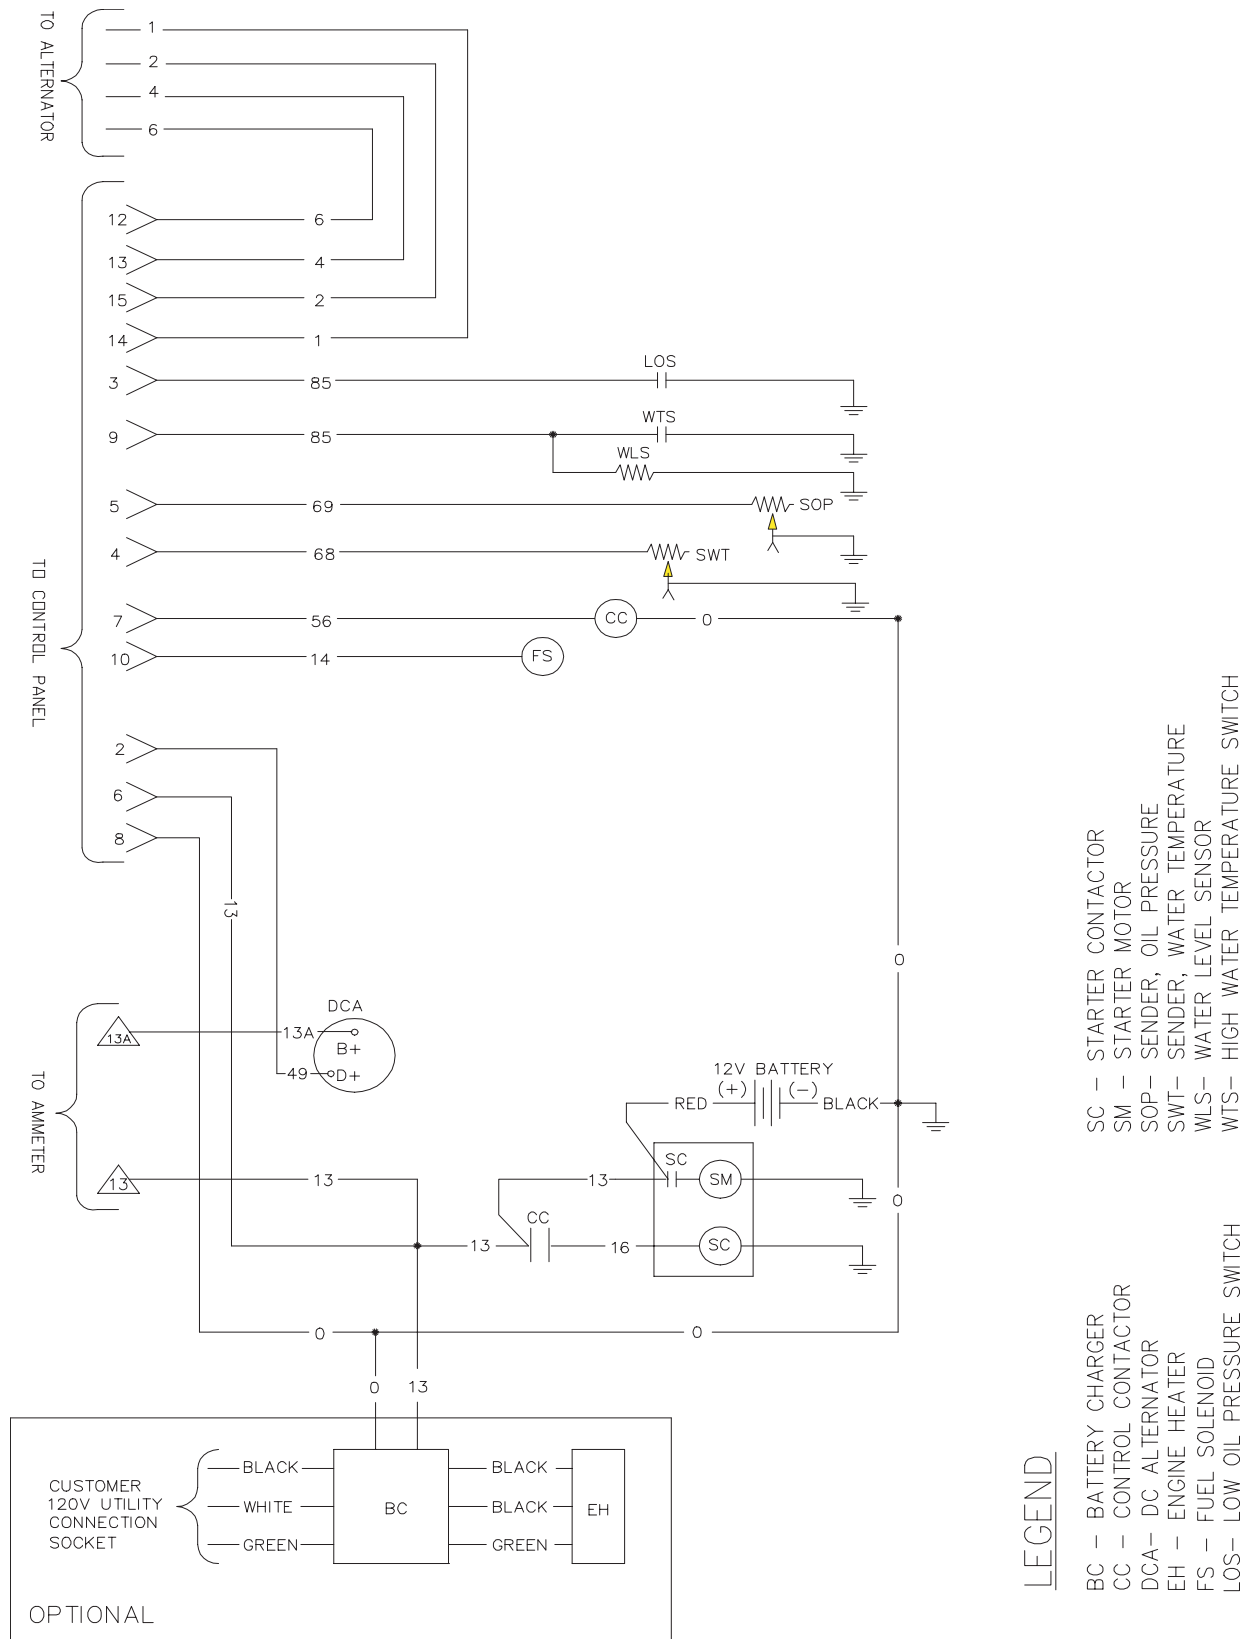 TO ALTERNATOR
1
2
4
6
TO CONTROL PANEL
12 6
13 4
15 2
14 1
LOS
3 85
WTS
9 85
WLS
5 69 SOP
4 68 SWT
7 56 CC 0
10 14 FS
2
6
8
13
0
TO AMMETER
DCA
13A 13A
B+
49 D+
12V BATTERY
(+) (-)
RED BLACK
SC
13 13 13 SM
0
CC
13 16 SC
0 0
0 13
CUSTOMER
120V UTILITY
CONNECTION
SOCKET
BLACK BLACK
WHITE BC BLACK EH
GREEN GREEN
OPTIONAL
LEGEND
BC - BATTERY CHARGER
CC - CONTROL CONTACTOR
DCA- DC ALTERNATOR
EH - ENGINE HEATER
FS - FUEL SOLENOID
LOS- LOW OIL PRESSURE SWITCH
SC - STARTER CONTACTOR
SM - STARTER MOTOR
SOP- SENDER, OIL PRESSURE
SWT- SENDER, WATER TEMPERATURE
WLS- WATER LEVEL SENSOR
WTS- HIGH WATER TEMPERATURE SWITCH